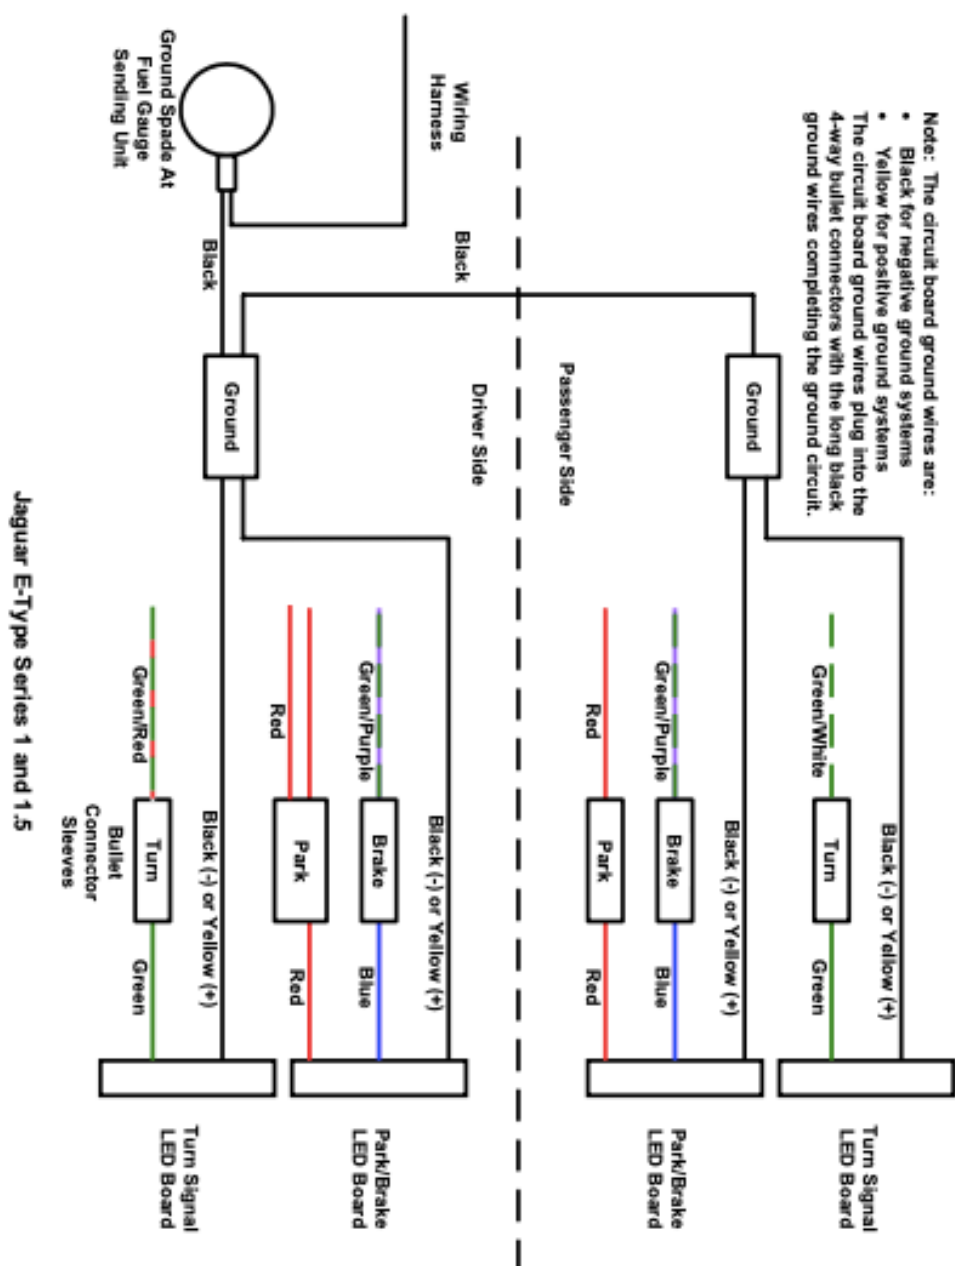 Note: The circuit board ground wires are:
• Black for negative ground systems
• Yellow for positive ground systems
The circuit board ground wires plug into the
4-way bullet connectors with the long black
ground wires completing the ground circuit.
Black (-) or Yellow (+)
Green/White
Turn
Green
Turn Signal
LED Board
Ground
Black (-) or Yellow (+)
Green/Purple
Brake
Blue
Red
Park
Red
Park/Brake
LED Board
Passenger Side
Driver Side
Wiring
Harness
Black
Black (-) or Yellow (+)
Green/Purple
Brake
Blue
Red
Park
Red
Park/Brake
LED Board
Ground
Black
Black (-) or Yellow (+)
Green/Red
Turn
Green
Turn Signal
LED Board
Ground Spade At
Fuel Gauge
Sending Unit
Bullet
Connector
Sleeves
Jaguar E-Type Series 1 and 1.5